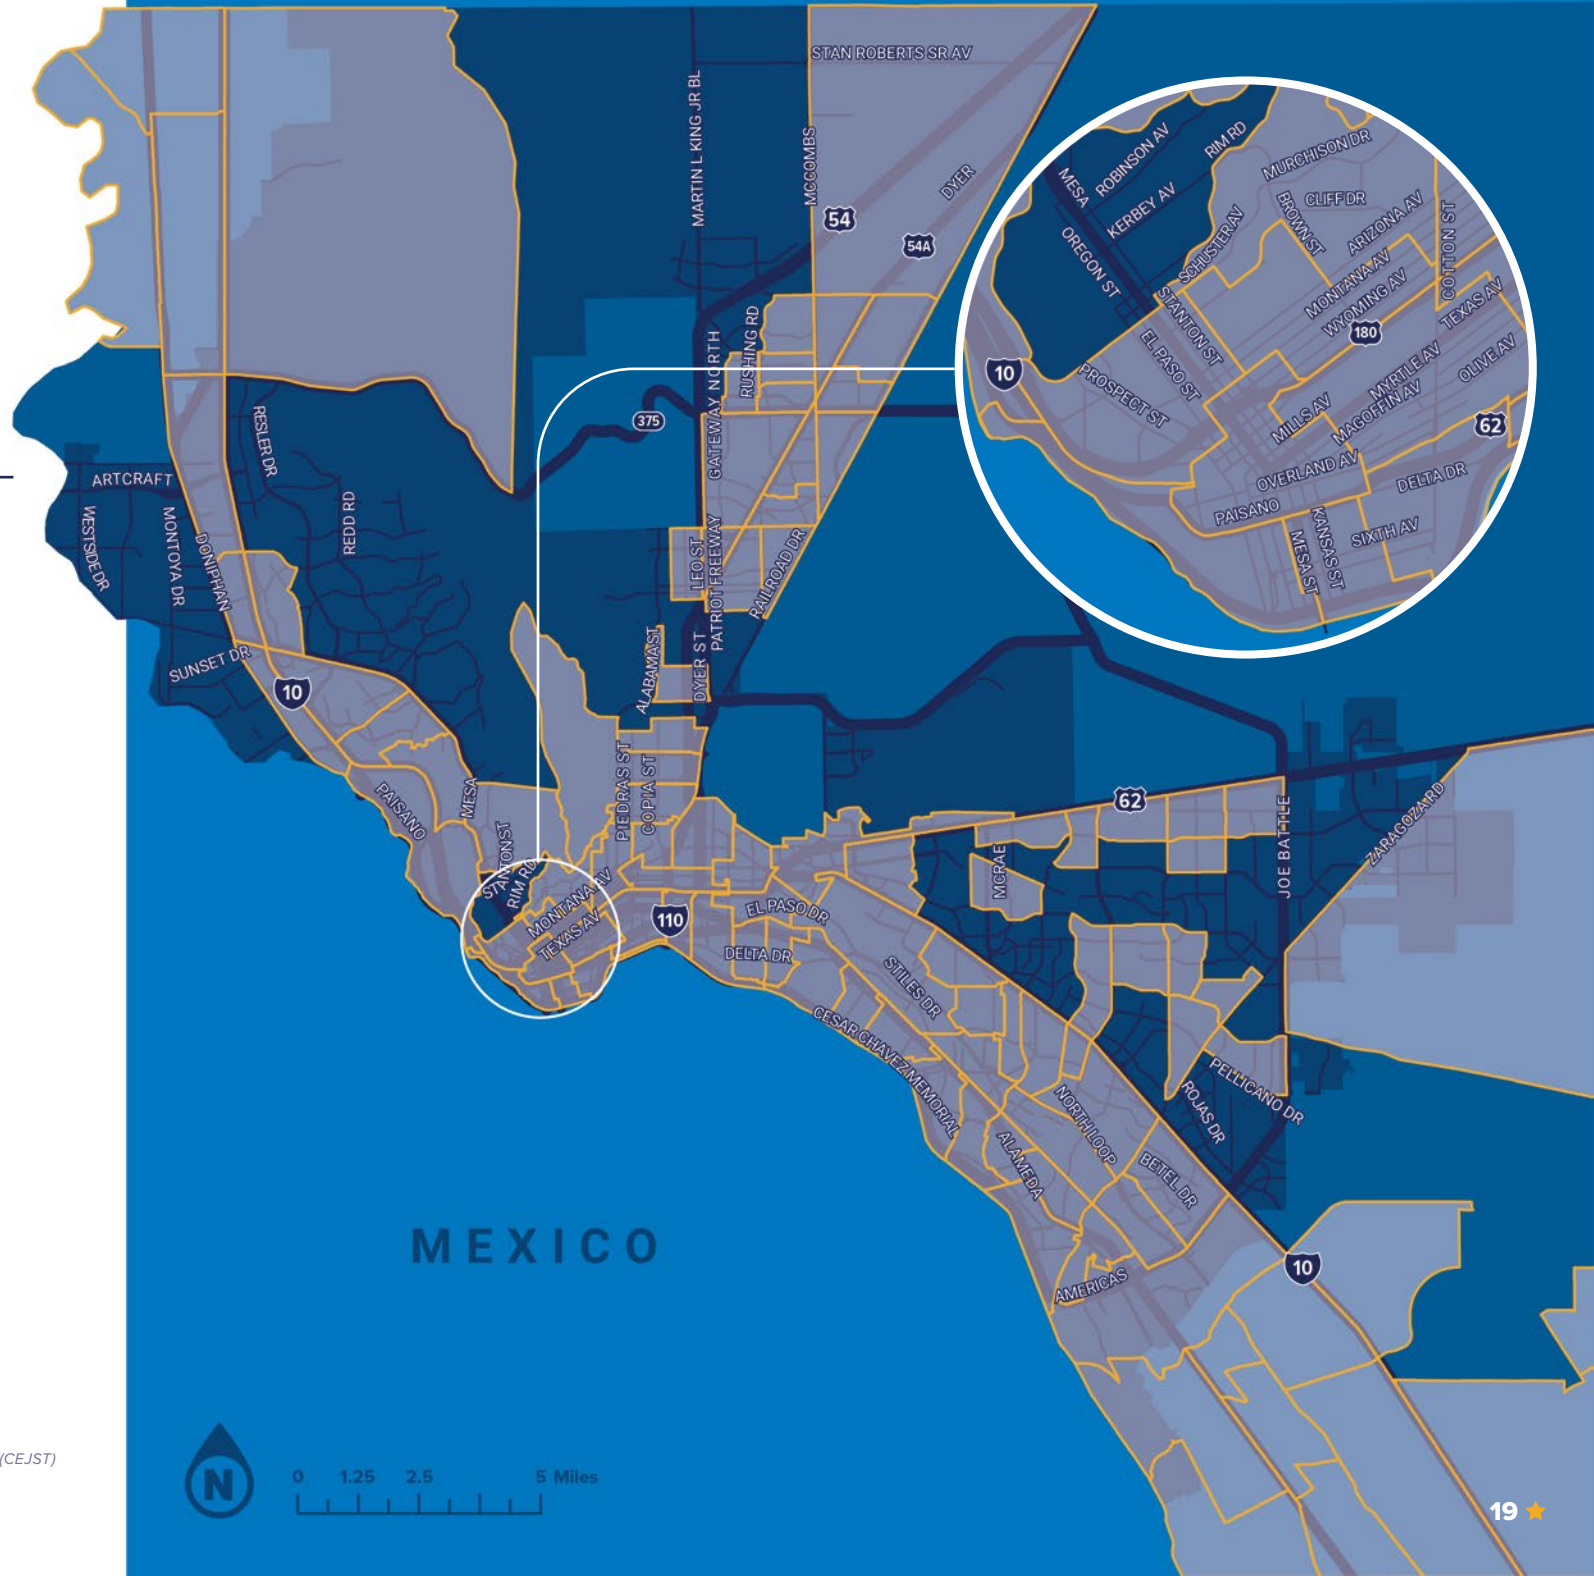 STAN ROBERTS SR AV
MARTIN L KING JR BL
MCCOMBS
DYER
54
54A
RUSHING RD
GATEWAY NORTH
375
RESLER DR
REDD RD
ARTCRAFT
WESTSIDE DR
MONTOYA DR
DONIPHAN
SUNSET DR
10
LEO ST
PATRIOT FREEWAY
RAILROAD DR
ALABAMA ST
DYER ST
PIEDRAS ST
COPIA ST
PAISANO
MESA
STANTON ST
RIM RD
MONTANA AV
TEXAS AV
110
EL PASO DR
DELTA DR
62
MCRAE
JOE BATTLE
ZARAGOZA RD
STILES DR
CESAR CHAVEZ MEMORIAL
NORTH LOOP
ALAMEDA
BETEL DR
ROJAS DR
PELLICANO DR
AMERICAS
10
MESA
ROBINSON AV
RIM RD
KERBEY AV
OREGON ST
SCHUSTER AV
MURCHISON DR
CLIFF DR
BROWN ST
ARIZONA AV
COTTON ST
MONTANA AV
WYOMING AV
180
TEXAS AV
STANTON ST
EL PASO ST
10
PROSPECT ST
MYRTLE AV
OLIVE AV
MILLS AV
MAGOFFIN AV
62
OVERLAND AV
DELTA DR
PAISANO
SIXTH AV
MESA ST
KANSAS ST
MEXICO
(CEJST)
N
0 1.25 2.5 5 Miles
19